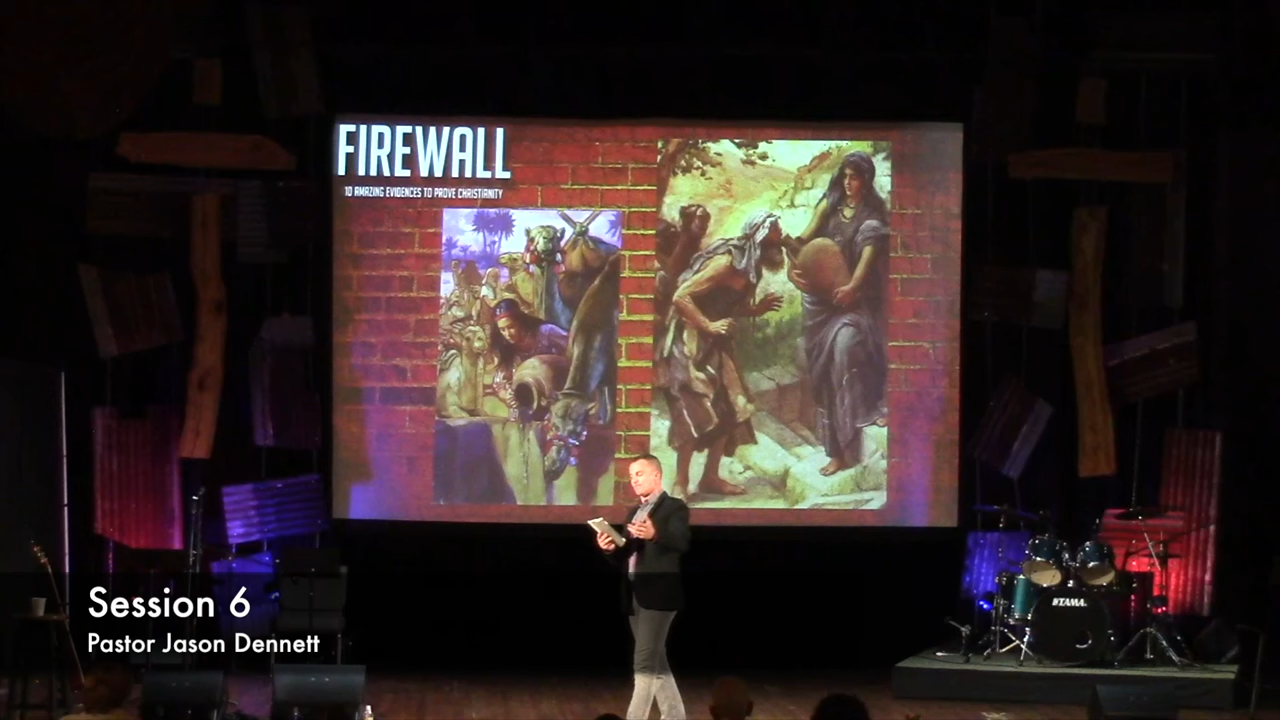 FIREWALL
10 AMAZING EVIDENCES TO PROVE CHRISTIANITY
Session 6
Pastor Jason Dennett
TAMA